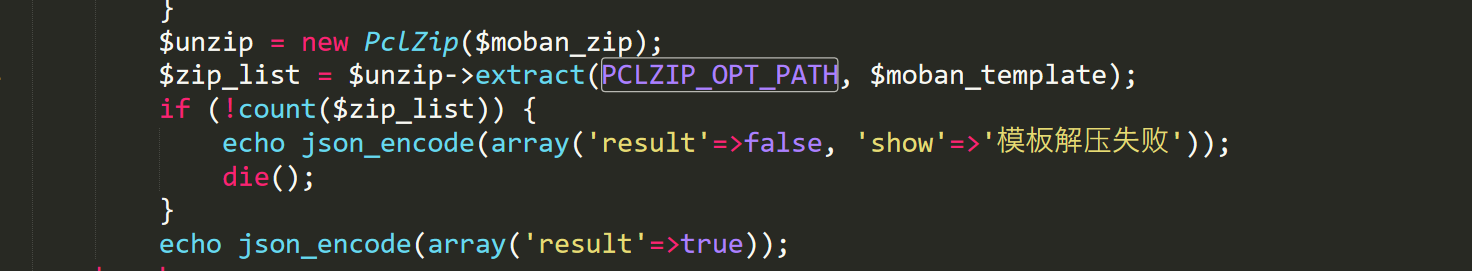 }
$unzip = new PclZip($moban_zip);
$zip_list = $unzip->extract(PCLZIP_OPT_PATH, $moban_template);
if (!count($zip_list)) {
echo json_encode(array('result'=>false, 'show'=>'模板解压失败'));
die();
}
echo json_encode(array('result'=>true));